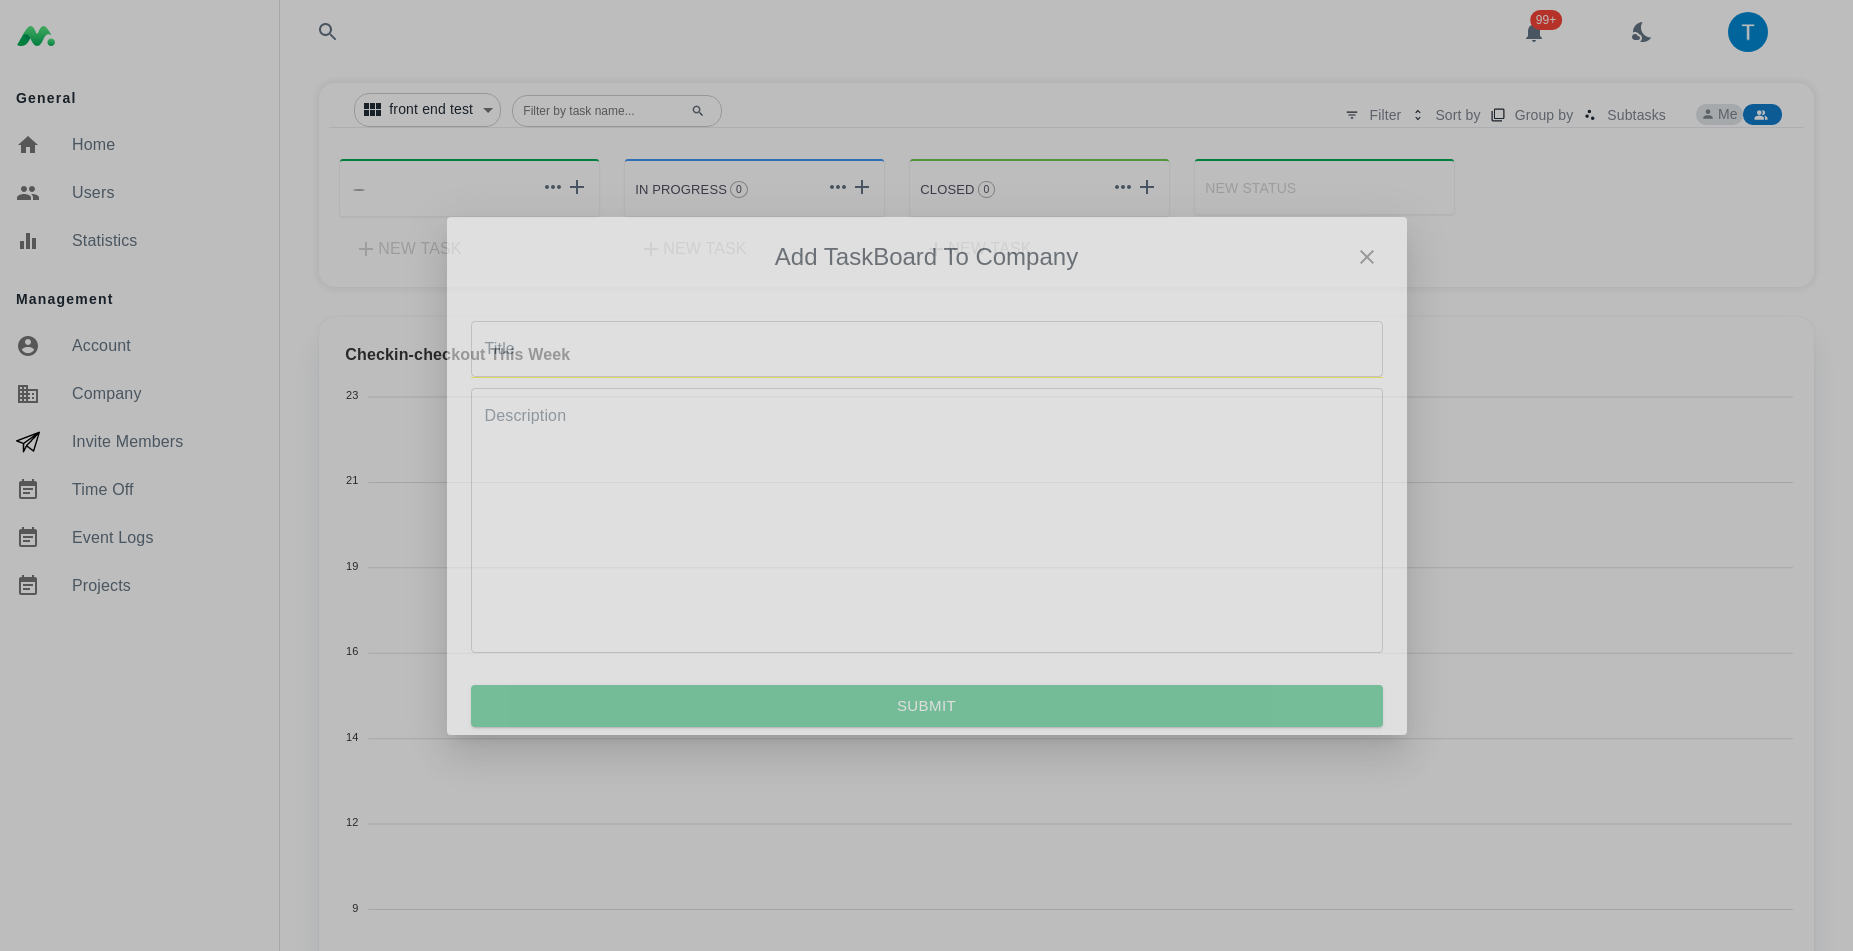 99+
T
General
Home
Users
Statistics
Management
Account
Company
Invite Members
Time Off
Event Logs
Projects
front end test
Filter by task name...
Filter
Sort by
Group by
Subtasks
Me
IN PROGRESS 0
CLOSED 0
NEW STATUS
NEW TASK
NEW TASK
NEW TASK
Add TaskBoard To Company
Title
Checkin-checkout This Week
Description
SUBMIT
23
21
19
16
14
12
9